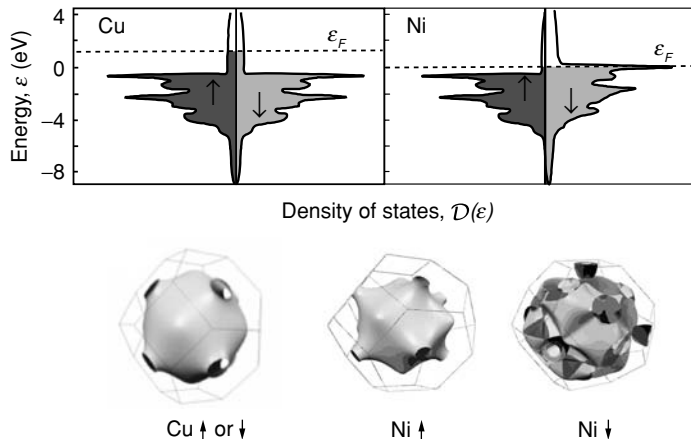 Cu
Ni
ε_F
ε_F
Energy, ε (eV)
4
0
−4
−8
↑
↓
↑
↓
Density of states, 𝒟(ε)
Cu ↑ or ↓
Ni ↑
Ni ↓